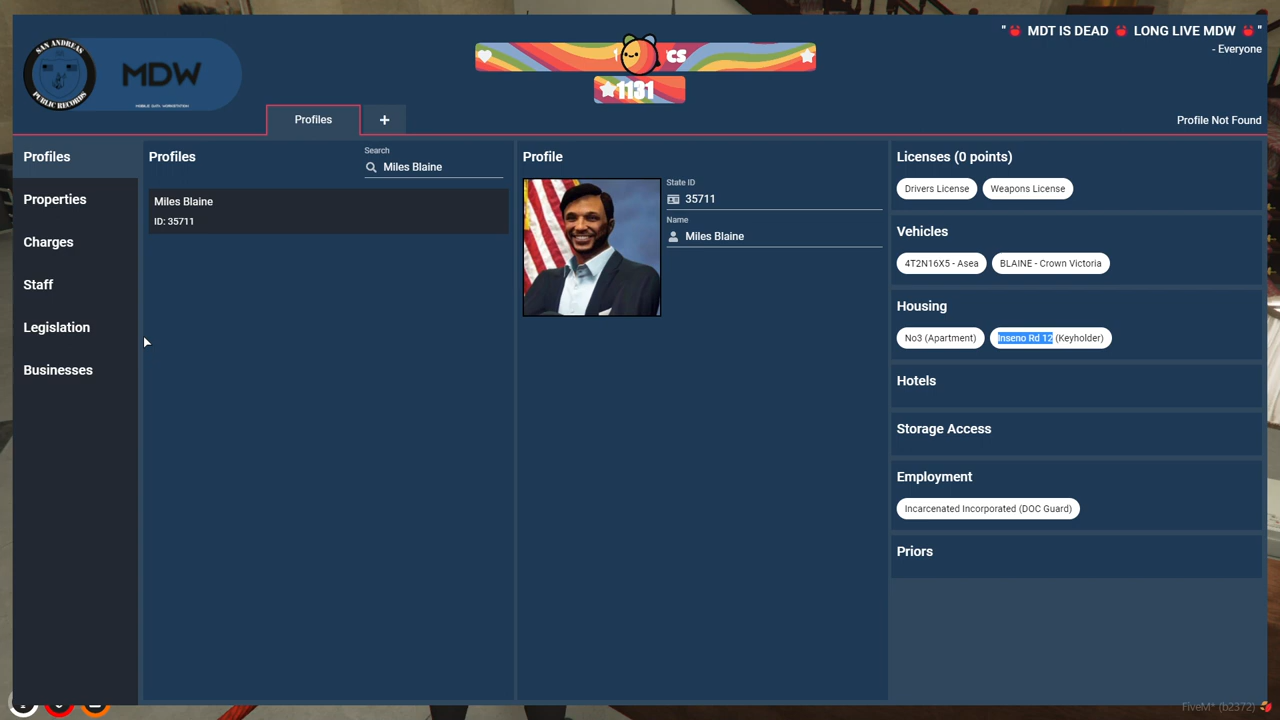 " MDT IS DEAD LONG LIVE MDW "
- Everyone
SAN ANDREAS
PUBLIC RECORDS
MDW
MOBILE DATA WORKSTATION
CS
1131
Profiles
+
Profile Not Found
Profiles
Properties
Charges
Staff
Legislation
Businesses
Profiles
Search
Miles Blaine
Miles Blaine
ID: 35711
Profile
State ID
35711
Name
Miles Blaine
Licenses (0 points)
Drivers License
Weapons License
Vehicles
4T2N16X5 - Asea
BLAINE - Crown Victoria
Housing
No3 (Apartment)
Inseno Rd 12 (Keyholder)
Hotels
Storage Access
Employment
Incarcenated Incorporated (DOC Guard)
Priors
FiveM* (b2372)